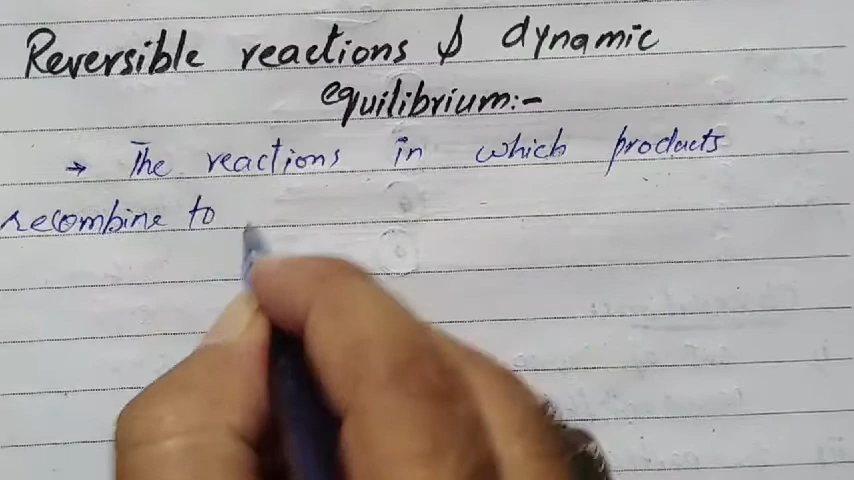 Reversible reactions & dynamic
equilibrium:-
→ The reactions in which products
recombine to